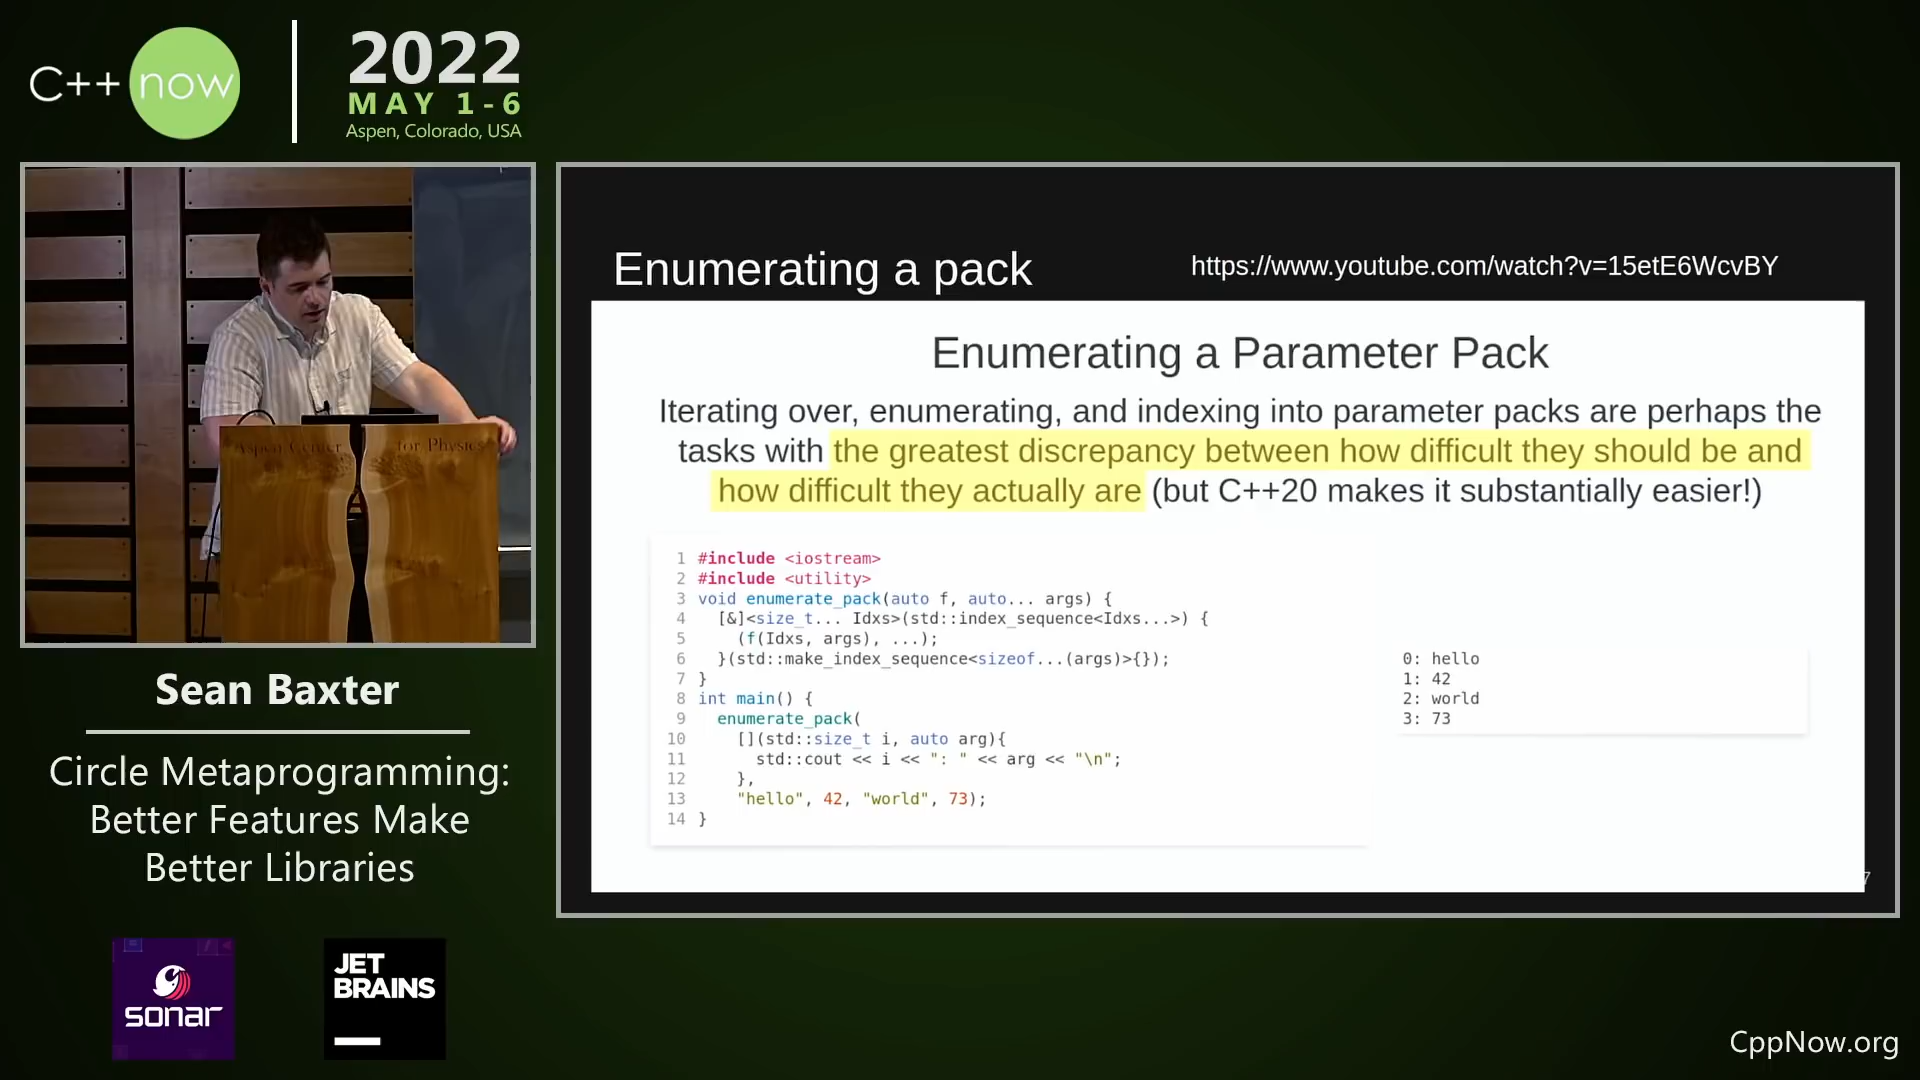 C++ now
2022
MAY 1-6
Aspen, Colorado, USA
Aspen Center for Physics
Sean Baxter
Circle Metaprogramming:
Better Features Make
Better Libraries
sonar
JET
BRAINS
Enumerating a pack
https://www.youtube.com/watch?v=15etE6WcvBY
Enumerating a Parameter Pack
Iterating over, enumerating, and indexing into parameter packs are perhaps the
tasks with the greatest discrepancy between how difficult they should be and
how difficult they actually are (but C++20 makes it substantially easier!)
1 #include <iostream>
2 #include <utility>
3 void enumerate_pack(auto f, auto... args) {
4   [&]<size_t... Idxs>(std::index_sequence<Idxs...>) {
5     (f(Idxs, args), ...);
6   }(std::make_index_sequence<sizeof...(args)>{});
7 }
8 int main() {
9   enumerate_pack(
10     [](std::size_t i, auto arg){
11       std::cout << i << ": " << arg << "\n";
12     },
13     "hello", 42, "world", 73);
14 }
0: hello
1: 42
2: world
3: 73
7
CppNow.org